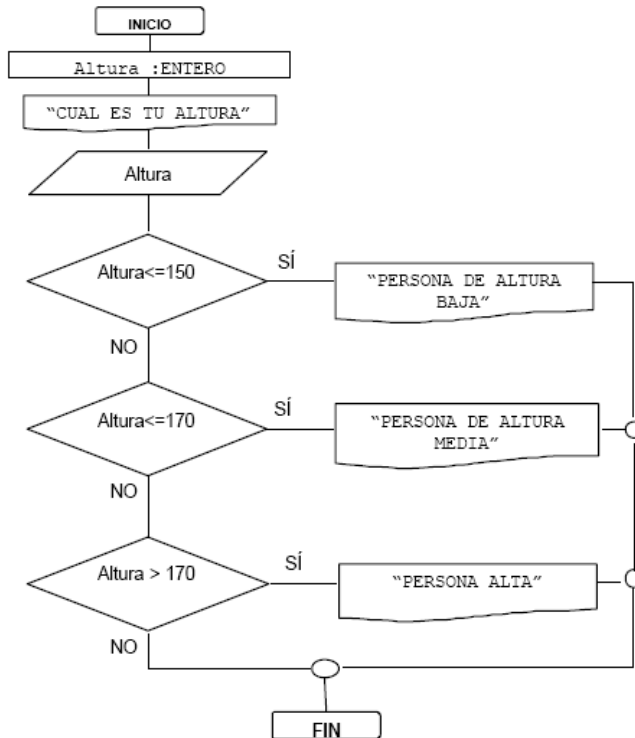 INICIO
Altura :ENTERO
“CUAL ES TU ALTURA”
Altura
Altura<=150
SÍ
“PERSONA DE ALTURA
BAJA”
NO
Altura<=170
SÍ
“PERSONA DE ALTURA
MEDIA”
NO
Altura > 170
SÍ
“PERSONA ALTA”
NO
FIN